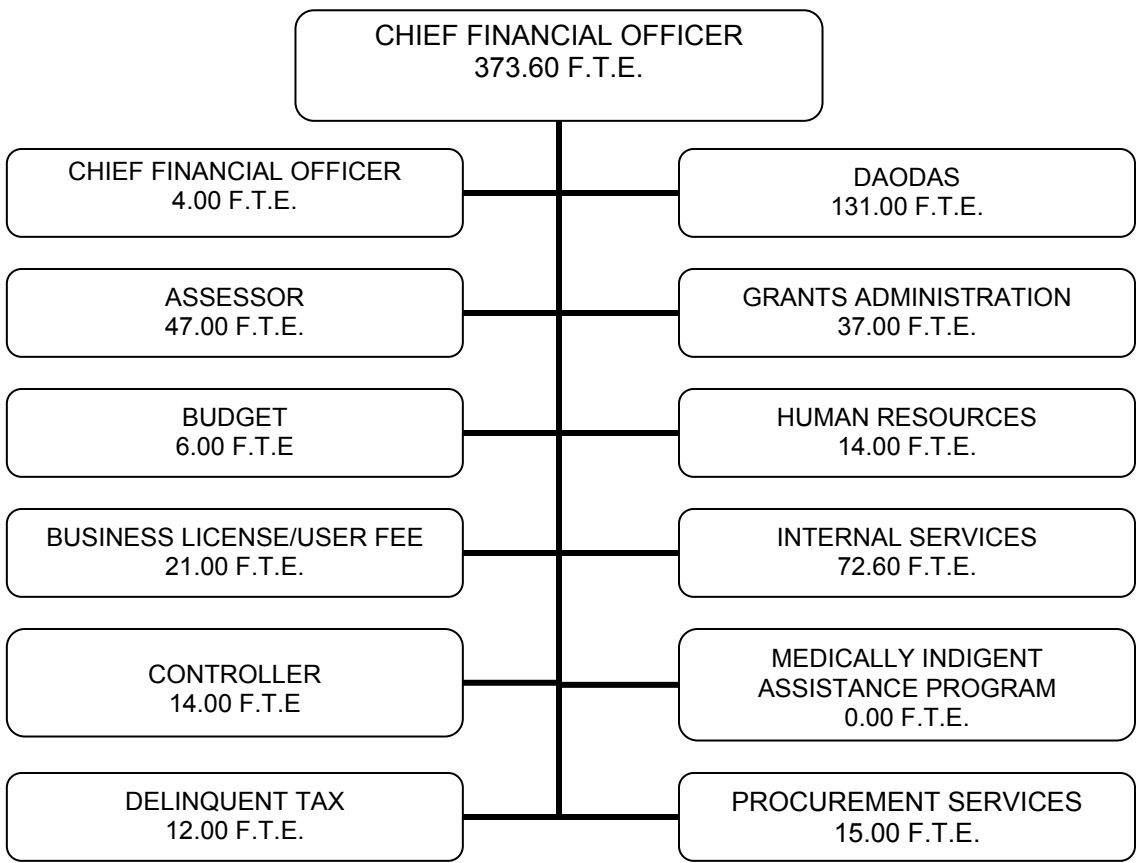 CHIEF FINANCIAL OFFICER
373.60 F.T.E.
CHIEF FINANCIAL OFFICER
4.00 F.T.E.
DAODAS
131.00 F.T.E.
ASSESSOR
47.00 F.T.E.
GRANTS ADMINISTRATION
37.00 F.T.E.
BUDGET
6.00 F.T.E
HUMAN RESOURCES
14.00 F.T.E.
BUSINESS LICENSE/USER FEE
21.00 F.T.E.
INTERNAL SERVICES
72.60 F.T.E.
CONTROLLER
14.00 F.T.E
MEDICALLY INDIGENT
ASSISTANCE PROGRAM
0.00 F.T.E.
DELINQUENT TAX
12.00 F.T.E.
PROCUREMENT SERVICES
15.00 F.T.E.